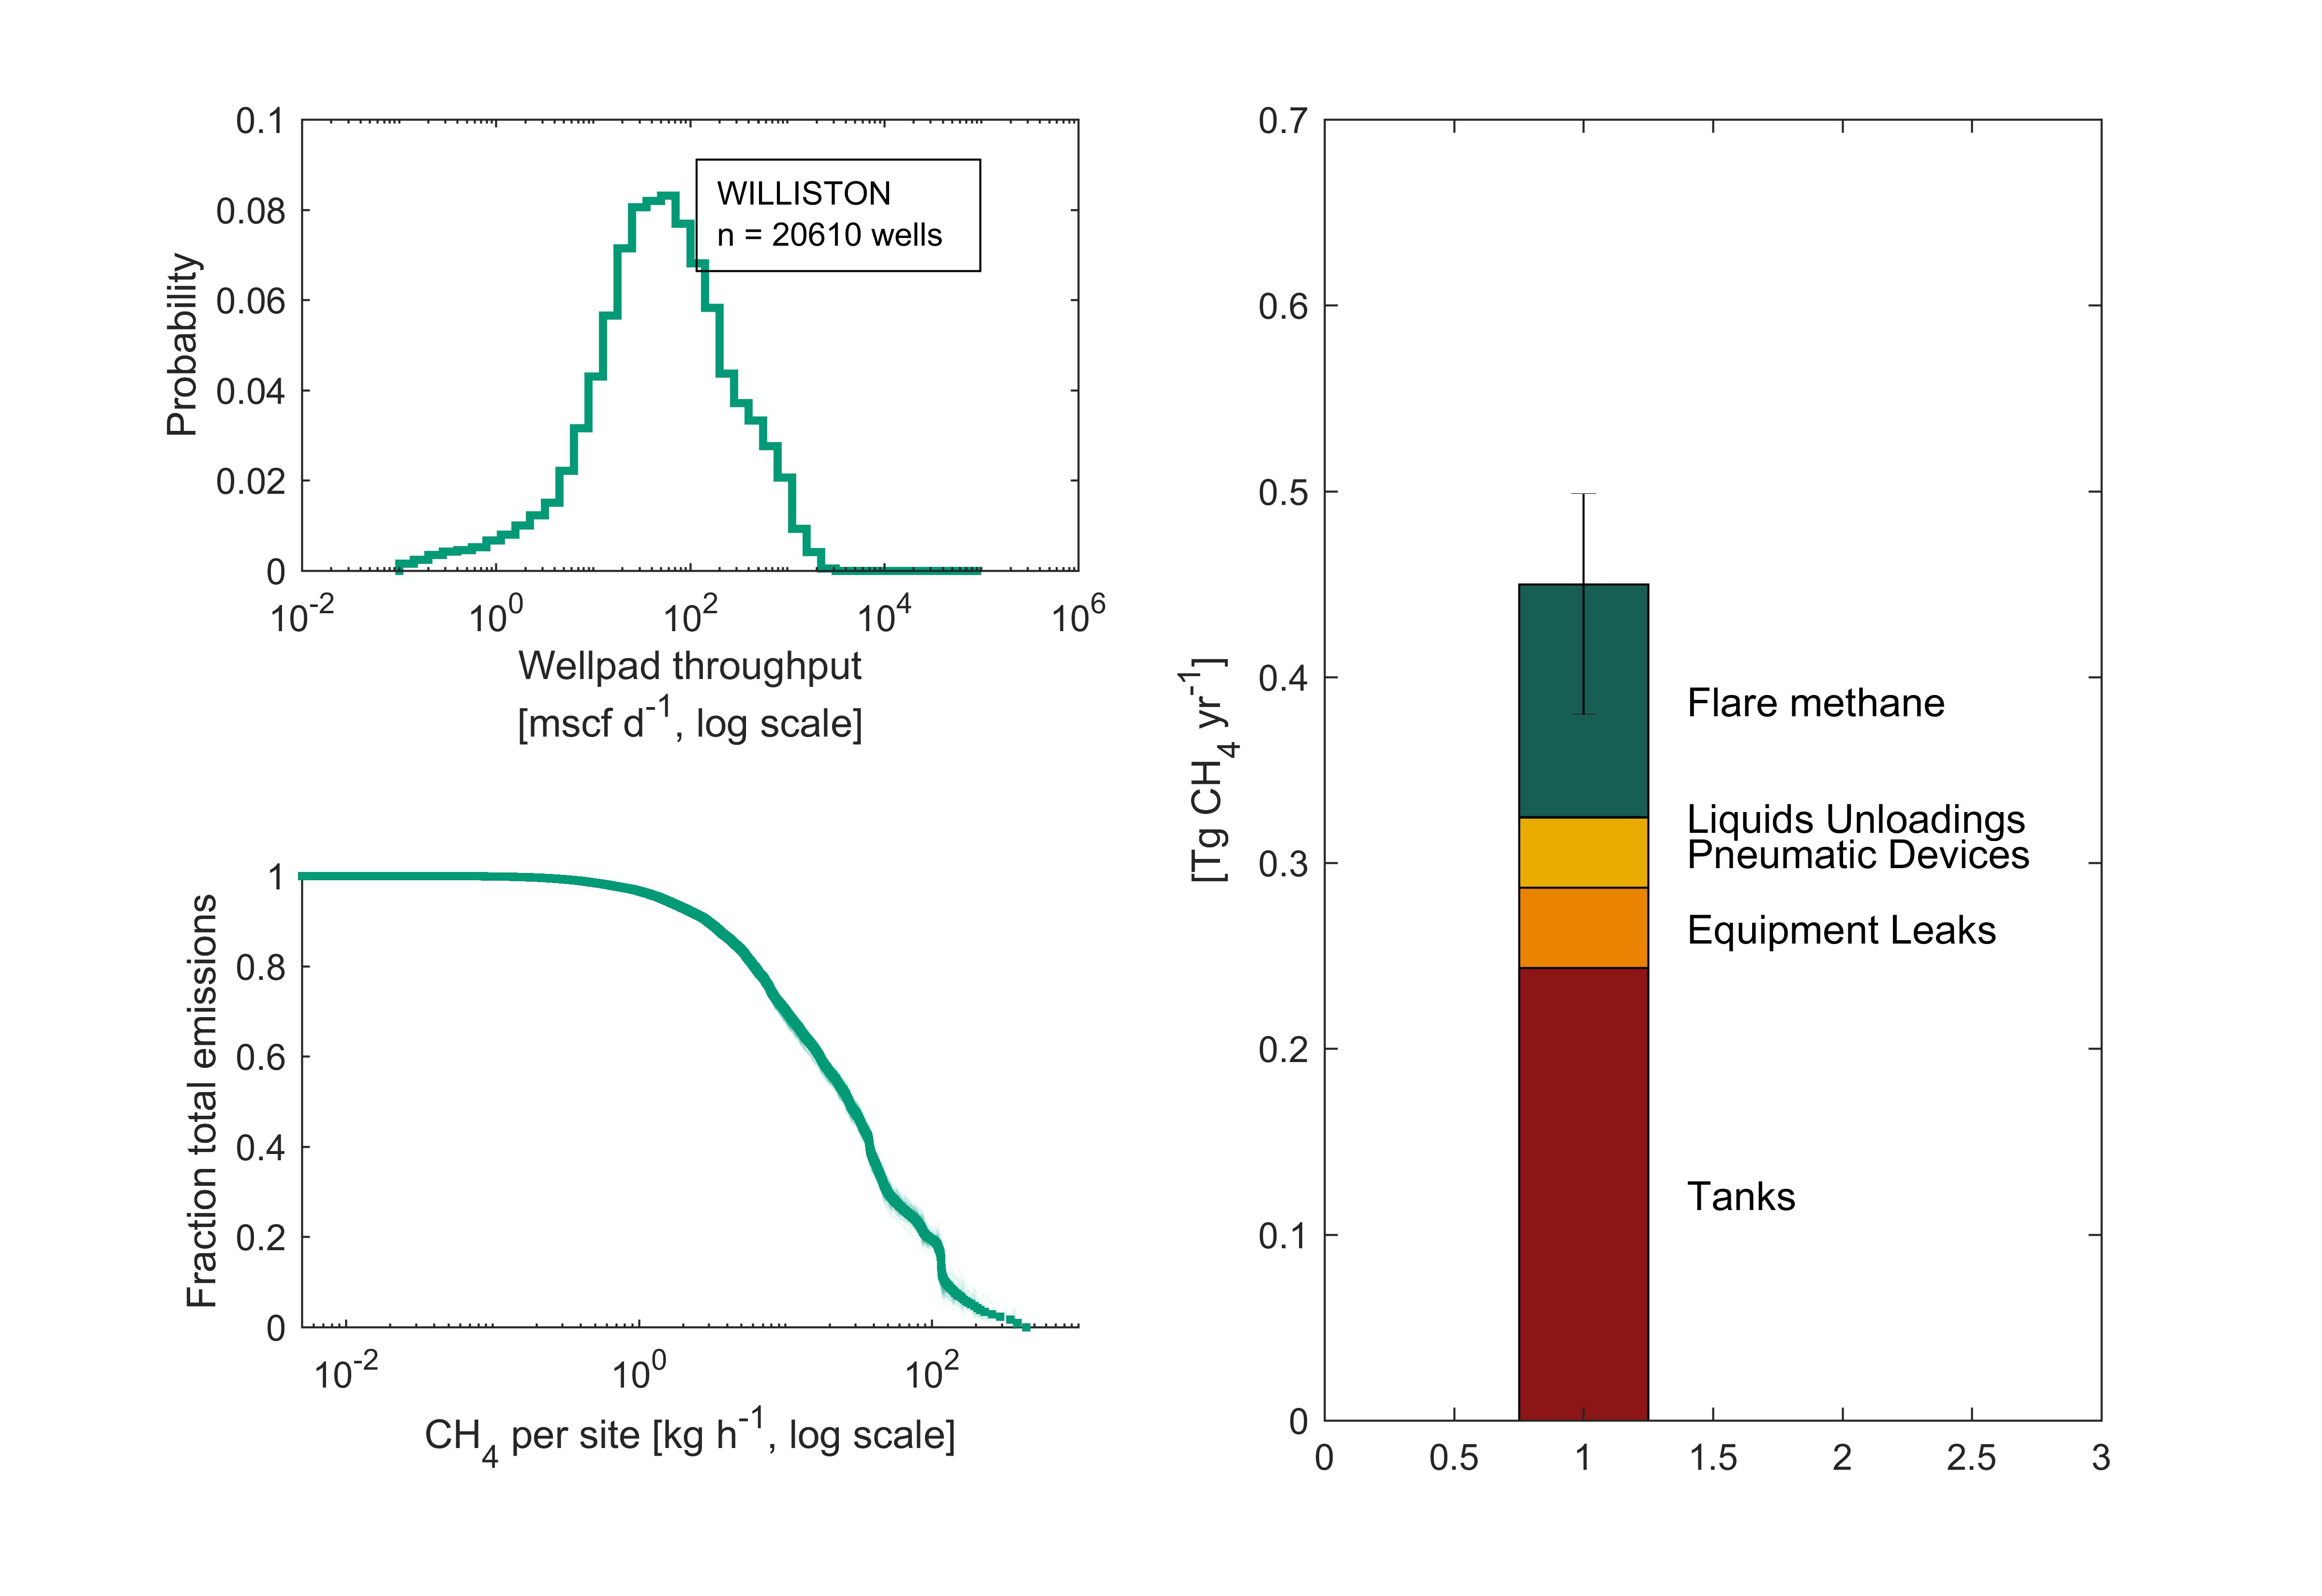 0.1
0.08
0.06
0.04
0.02
0
Probability
WILLISTON
n = 20610 wells
10^-2 10^0 10^2 10^4 10^6
Wellpad throughput
[mscf d^-1, log scale]
1
0.8
0.6
0.4
0.2
0
Fraction total emissions
10^-2 10^0 10^2
CH_4 per site [kg h^-1, log scale]
0.7
0.6
0.5
0.4
0.3
0.2
0.1
0
[Tg CH_4 yr^-1]
Flare methane
Liquids Unloadings
Pneumatic Devices
Equipment Leaks
Tanks
0 0.5 1 1.5 2 2.5 3